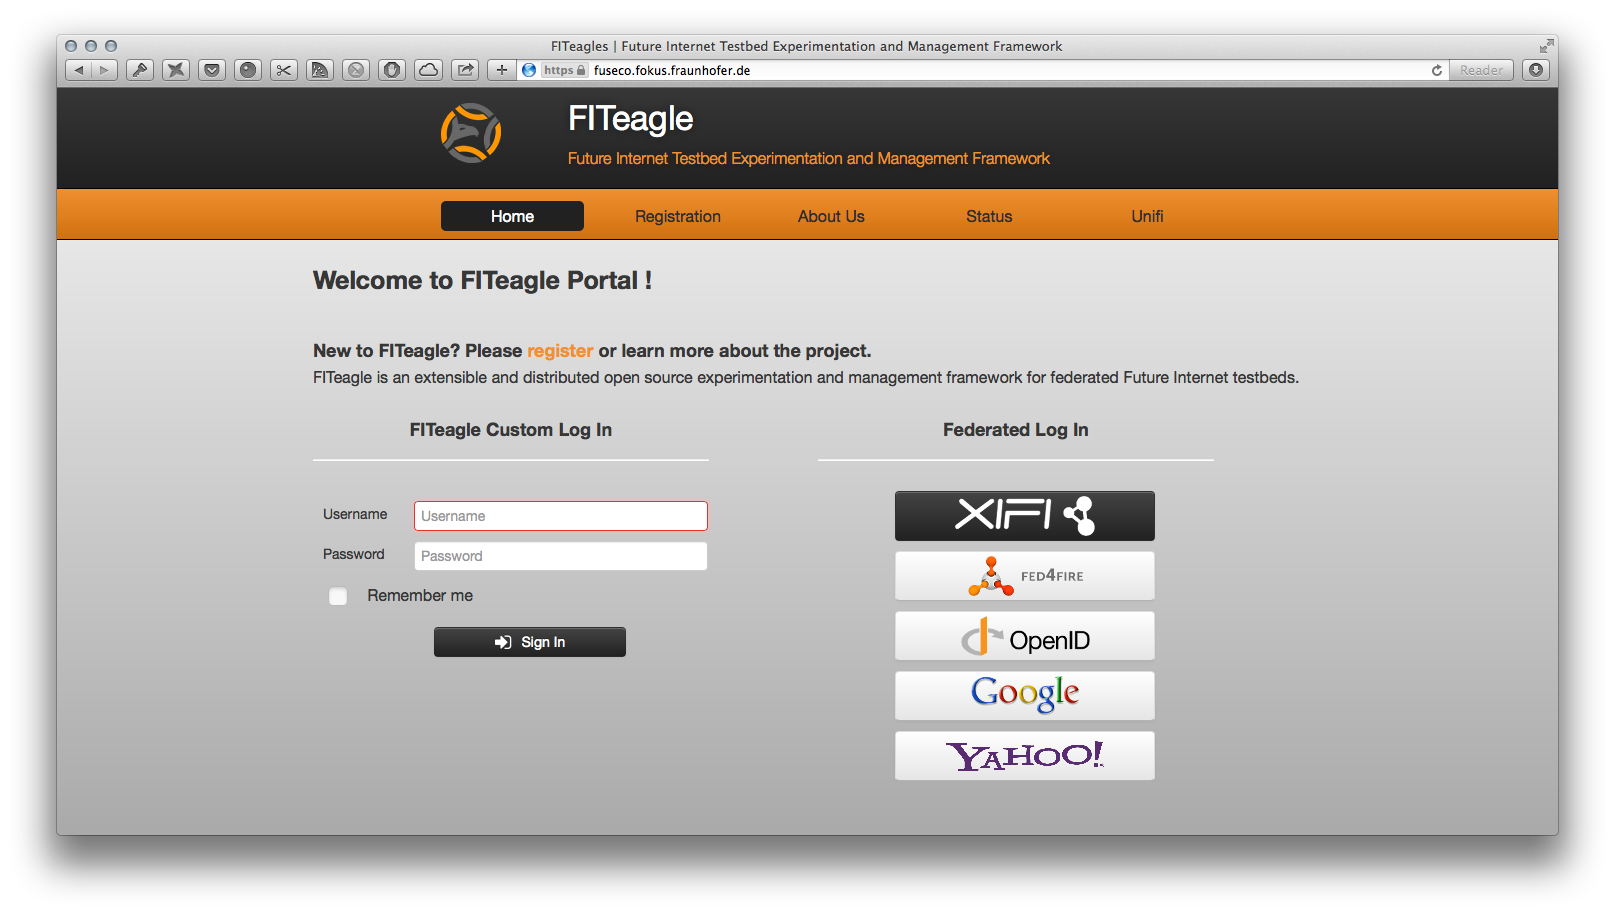 FITeagles | Future Internet Testbed Experimentation and Management Framework
https fuseco.fokus.fraunhofer.de Reader
FITeagle
Future Internet Testbed Experimentation and Management Framework
Home Registration About Us Status Unifi
Welcome to FITeagle Portal !
New to FITeagle? Please register or learn more about the project.
FITeagle is an extensible and distributed open source experimentation and management framework for federated Future Internet testbeds.
FITeagle Custom Log In
Username Username
Password Password
Remember me
Sign In
Federated Log In
XIFI
FED4FIRE
OpenID
Google
YAHOO!